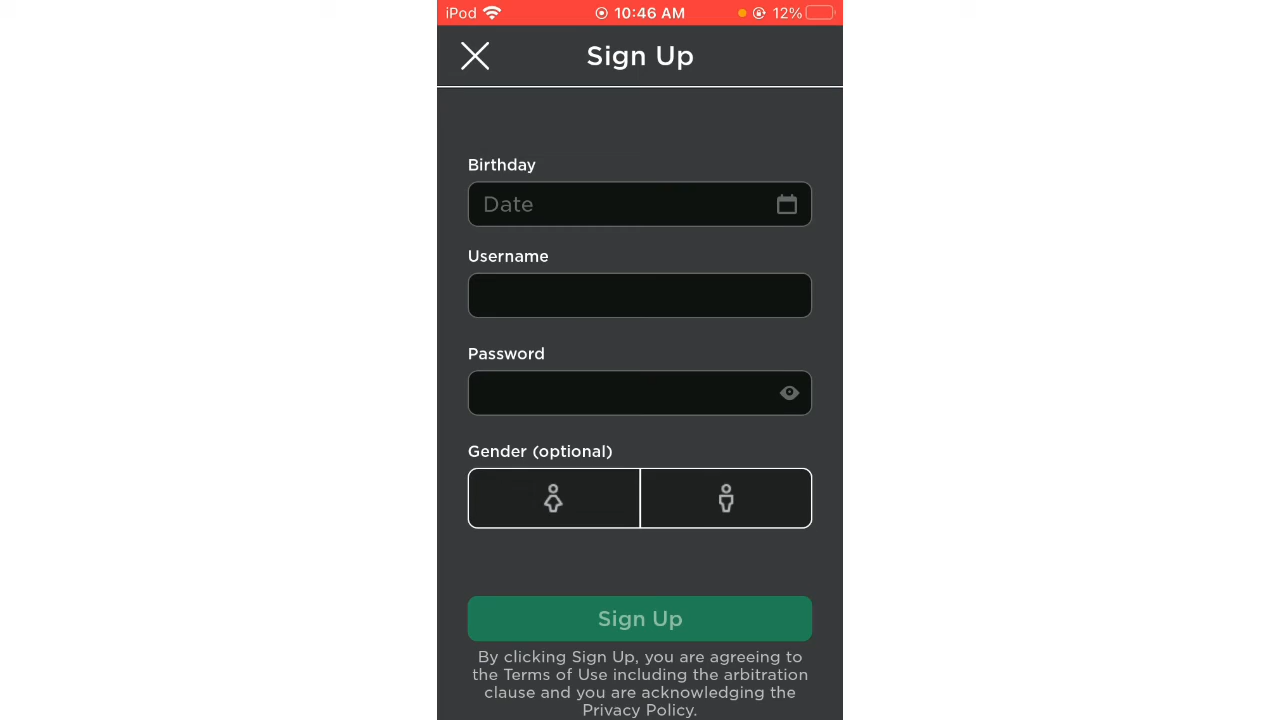 iPod 10:46 AM 12%
Sign Up
Birthday
Date
Username
Password
Gender (optional)
Sign Up
By clicking Sign Up, you are agreeing to
the Terms of Use including the arbitration
clause and you are acknowledging the
Privacy Policy.